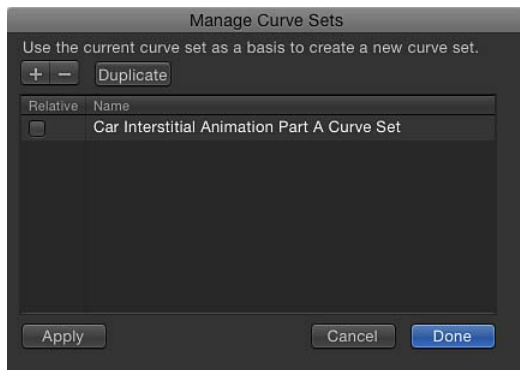 Manage Curve Sets
Use the current curve set as a basis to create a new curve set.
+ − Duplicate
Relative Name
Car Interstitial Animation Part A Curve Set
Apply Cancel Done